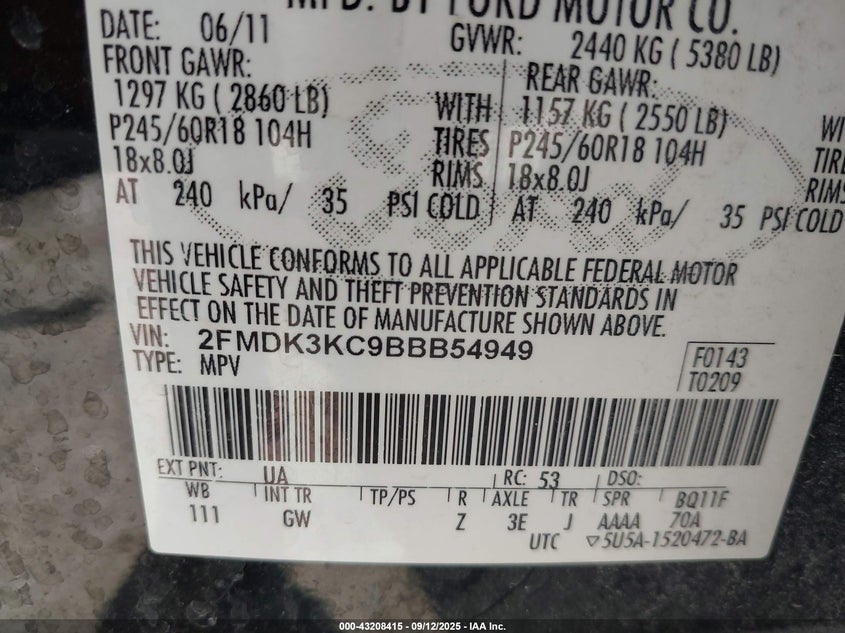 MFD. BY FORD MOTOR CO.
DATE: 06/11 GVWR: 2440 KG ( 5380 LB)
FRONT GAWR: REAR GAWR:
1297 KG ( 2860 LB) WITH 1157 KG ( 2550 LB) WI
P245/60R18 104H TIRES P245/60R18 104H TIRE
18x8.0J RIMS 18x8.0J RIMS
AT 240 kPa/ 35 PSI COLD AT 240 kPa/ 35 PSI COLD
THIS VEHICLE CONFORMS TO ALL APPLICABLE FEDERAL MOTOR
VEHICLE SAFETY AND THEFT PREVENTION STANDARDS IN
EFFECT ON THE DATE OF MANUFACTURE SHOWN ABOVE.
VIN: 2FMDK3KC9BBB54949
TYPE: MPV
F0143
T0209
EXT PNT: UA RC: 53 DSO:
WB INT TR TP/PS R AXLE TR SPR BQ11F
111 GW Z 3E J AAAA 70A
UTC ▽5U5A-1520472-BA
000-43208415 - 09/12/2025 - IAA Inc.